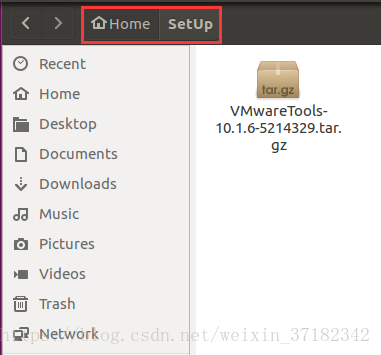 Home SetUp
Recent
Home
Desktop
Documents
Downloads
Music
Pictures
Videos
Trash
Network
tar.gz
VMwareTools-
10.1.6-5214329.tar.
gz
https://blog.csdn.net/weixin_37182342